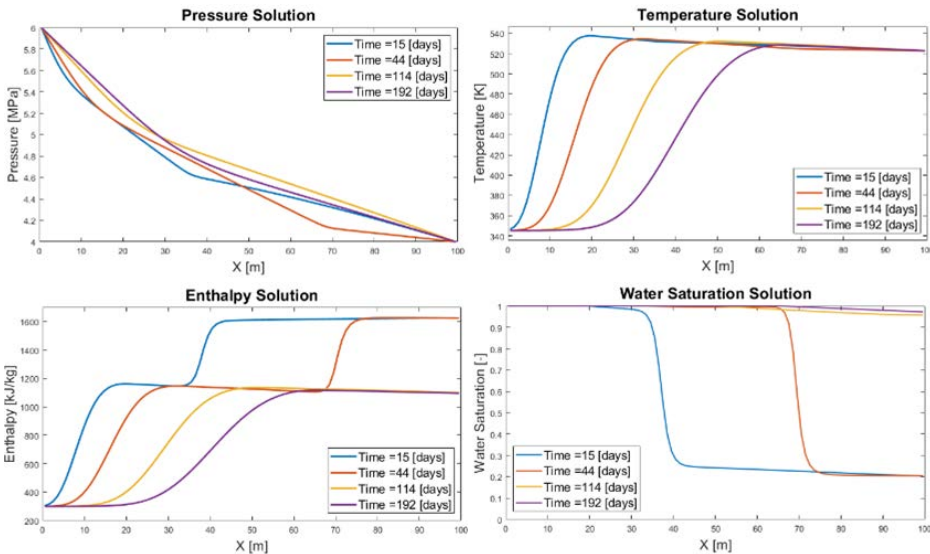 Pressure Solution
6
5.8
5.6
5.4
5.2
5
4.8
4.6
4.4
4.2
4
Pressure [MPa]
0 10 20 30 40 50 60 70 80 90 100
X [m]
Time =15 [days]
Time =44 [days]
Time =114 [days]
Time =192 [days]
Temperature Solution
540
520
500
480
460
440
420
400
380
360
340
Temperature [K]
0 10 20 30 40 50 60 70 80 90 100
X [m]
Time =15 [days]
Time =44 [days]
Time =114 [days]
Time =192 [days]
Enthalpy Solution
1600
1400
1200
1000
800
600
400
200
Enthalpy [kJ/kg]
0 10 20 30 40 50 60 70 80 90 100
X [m]
Time =15 [days]
Time =44 [days]
Time =114 [days]
Time =192 [days]
Water Saturation Solution
1
0.9
0.8
0.7
0.6
0.5
0.4
0.3
0.2
0.1
0
Water Saturation [-]
0 10 20 30 40 50 60 70 80 90 100
X [m]
Time =15 [days]
Time =44 [days]
Time =114 [days]
Time =192 [days]